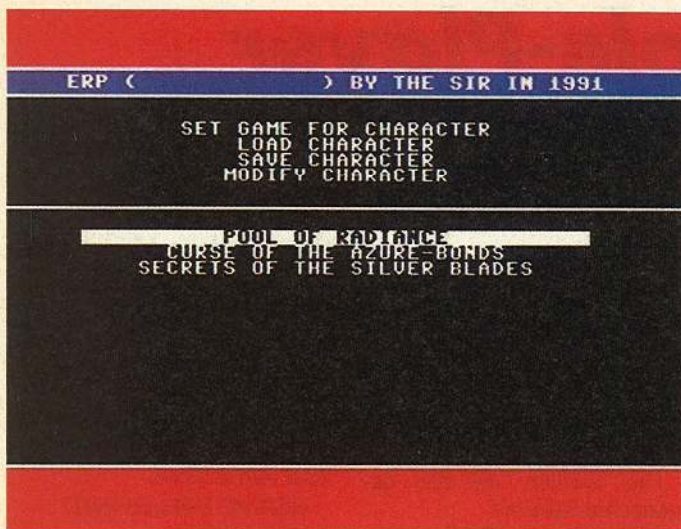 ERP (                ) BY THE SIR IN 1991
SET GAME FOR CHARACTER
LOAD CHARACTER
SAVE CHARACTER
MODIFY CHARACTER
POOL OF RADIANCE
CURSE OF THE AZURE-BONDS
SECRETS OF THE SILVER BLADES